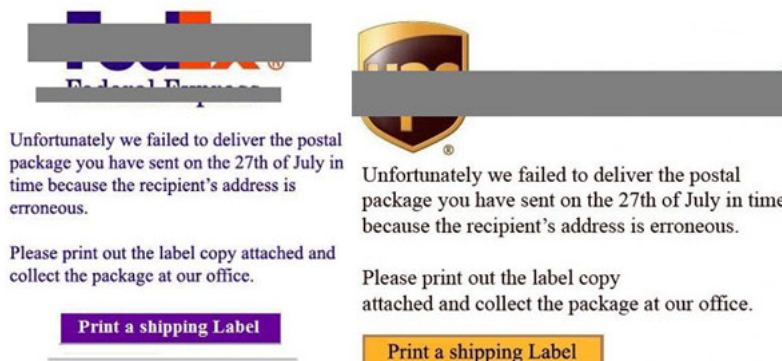 Unfortunately we failed to deliver the postal
package you have sent on the 27th of July in
time because the recipient's address is
erroneous.
Please print out the label copy attached and
collect the package at our office.
Print a shipping Label
Unfortunately we failed to deliver the postal
package you have sent on the 27th of July in time
because the recipient's address is erroneous.
Please print out the label copy
attached and collect the package at our office.
Print a shipping Label